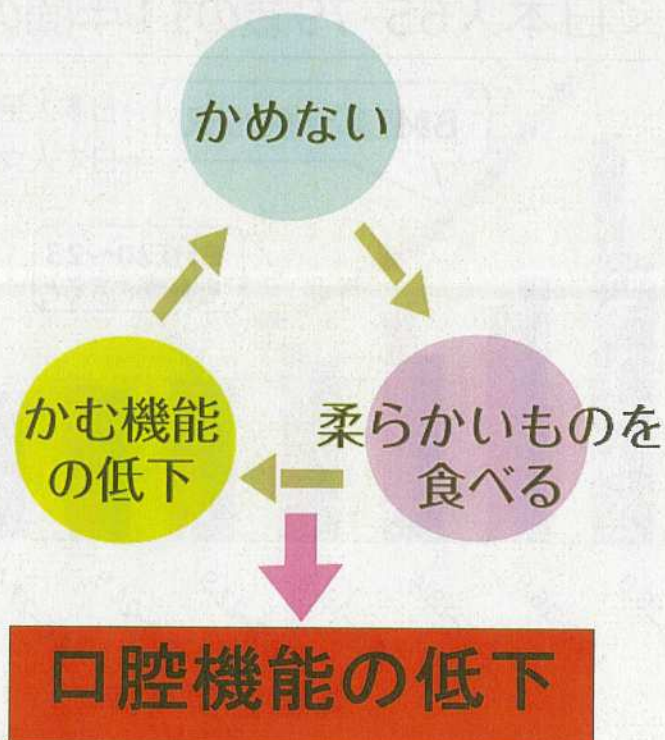 かめない
かむ機能
の低下
柔らかいものを
食べる
口腔機能の低下